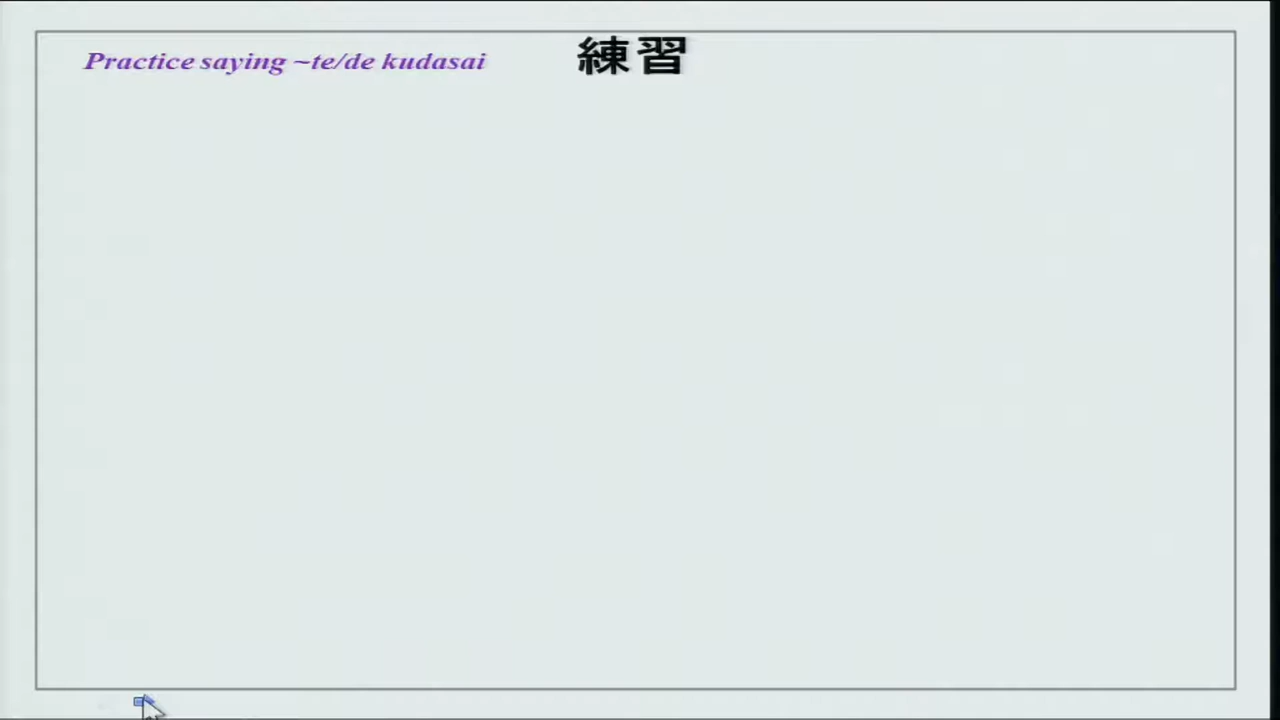 Practice saying ~te/de kudasai
練習